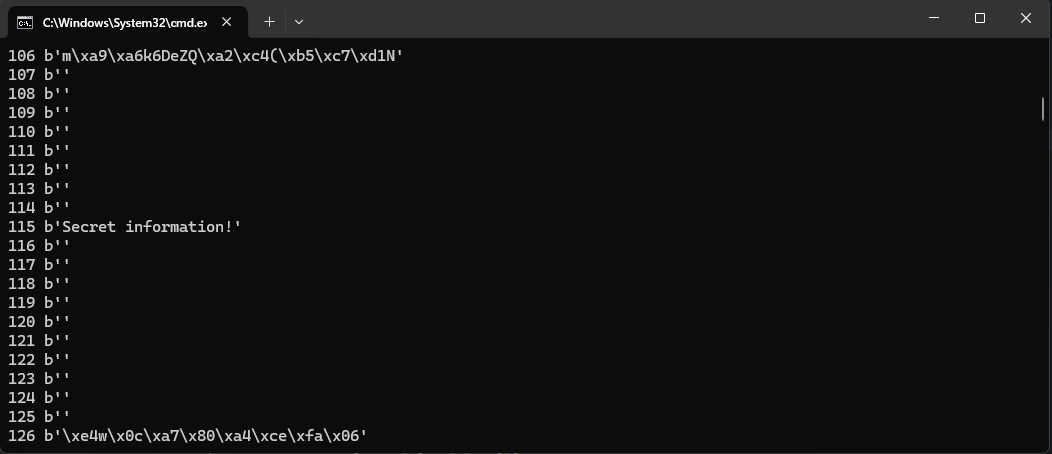 C:\Windows\System32\cmd.ex
106 b'm\xa9\xa6k6DeZQ\xa2\xc4(\xb5\xc7\xd1N'
107 b''
108 b''
109 b''
110 b''
111 b''
112 b''
113 b''
114 b''
115 b'Secret information!'
116 b''
117 b''
118 b''
119 b''
120 b''
121 b''
122 b''
123 b''
124 b''
125 b''
126 b'\xe4w\x0c\xa7\x80\xa4\xce\xfa\x06'